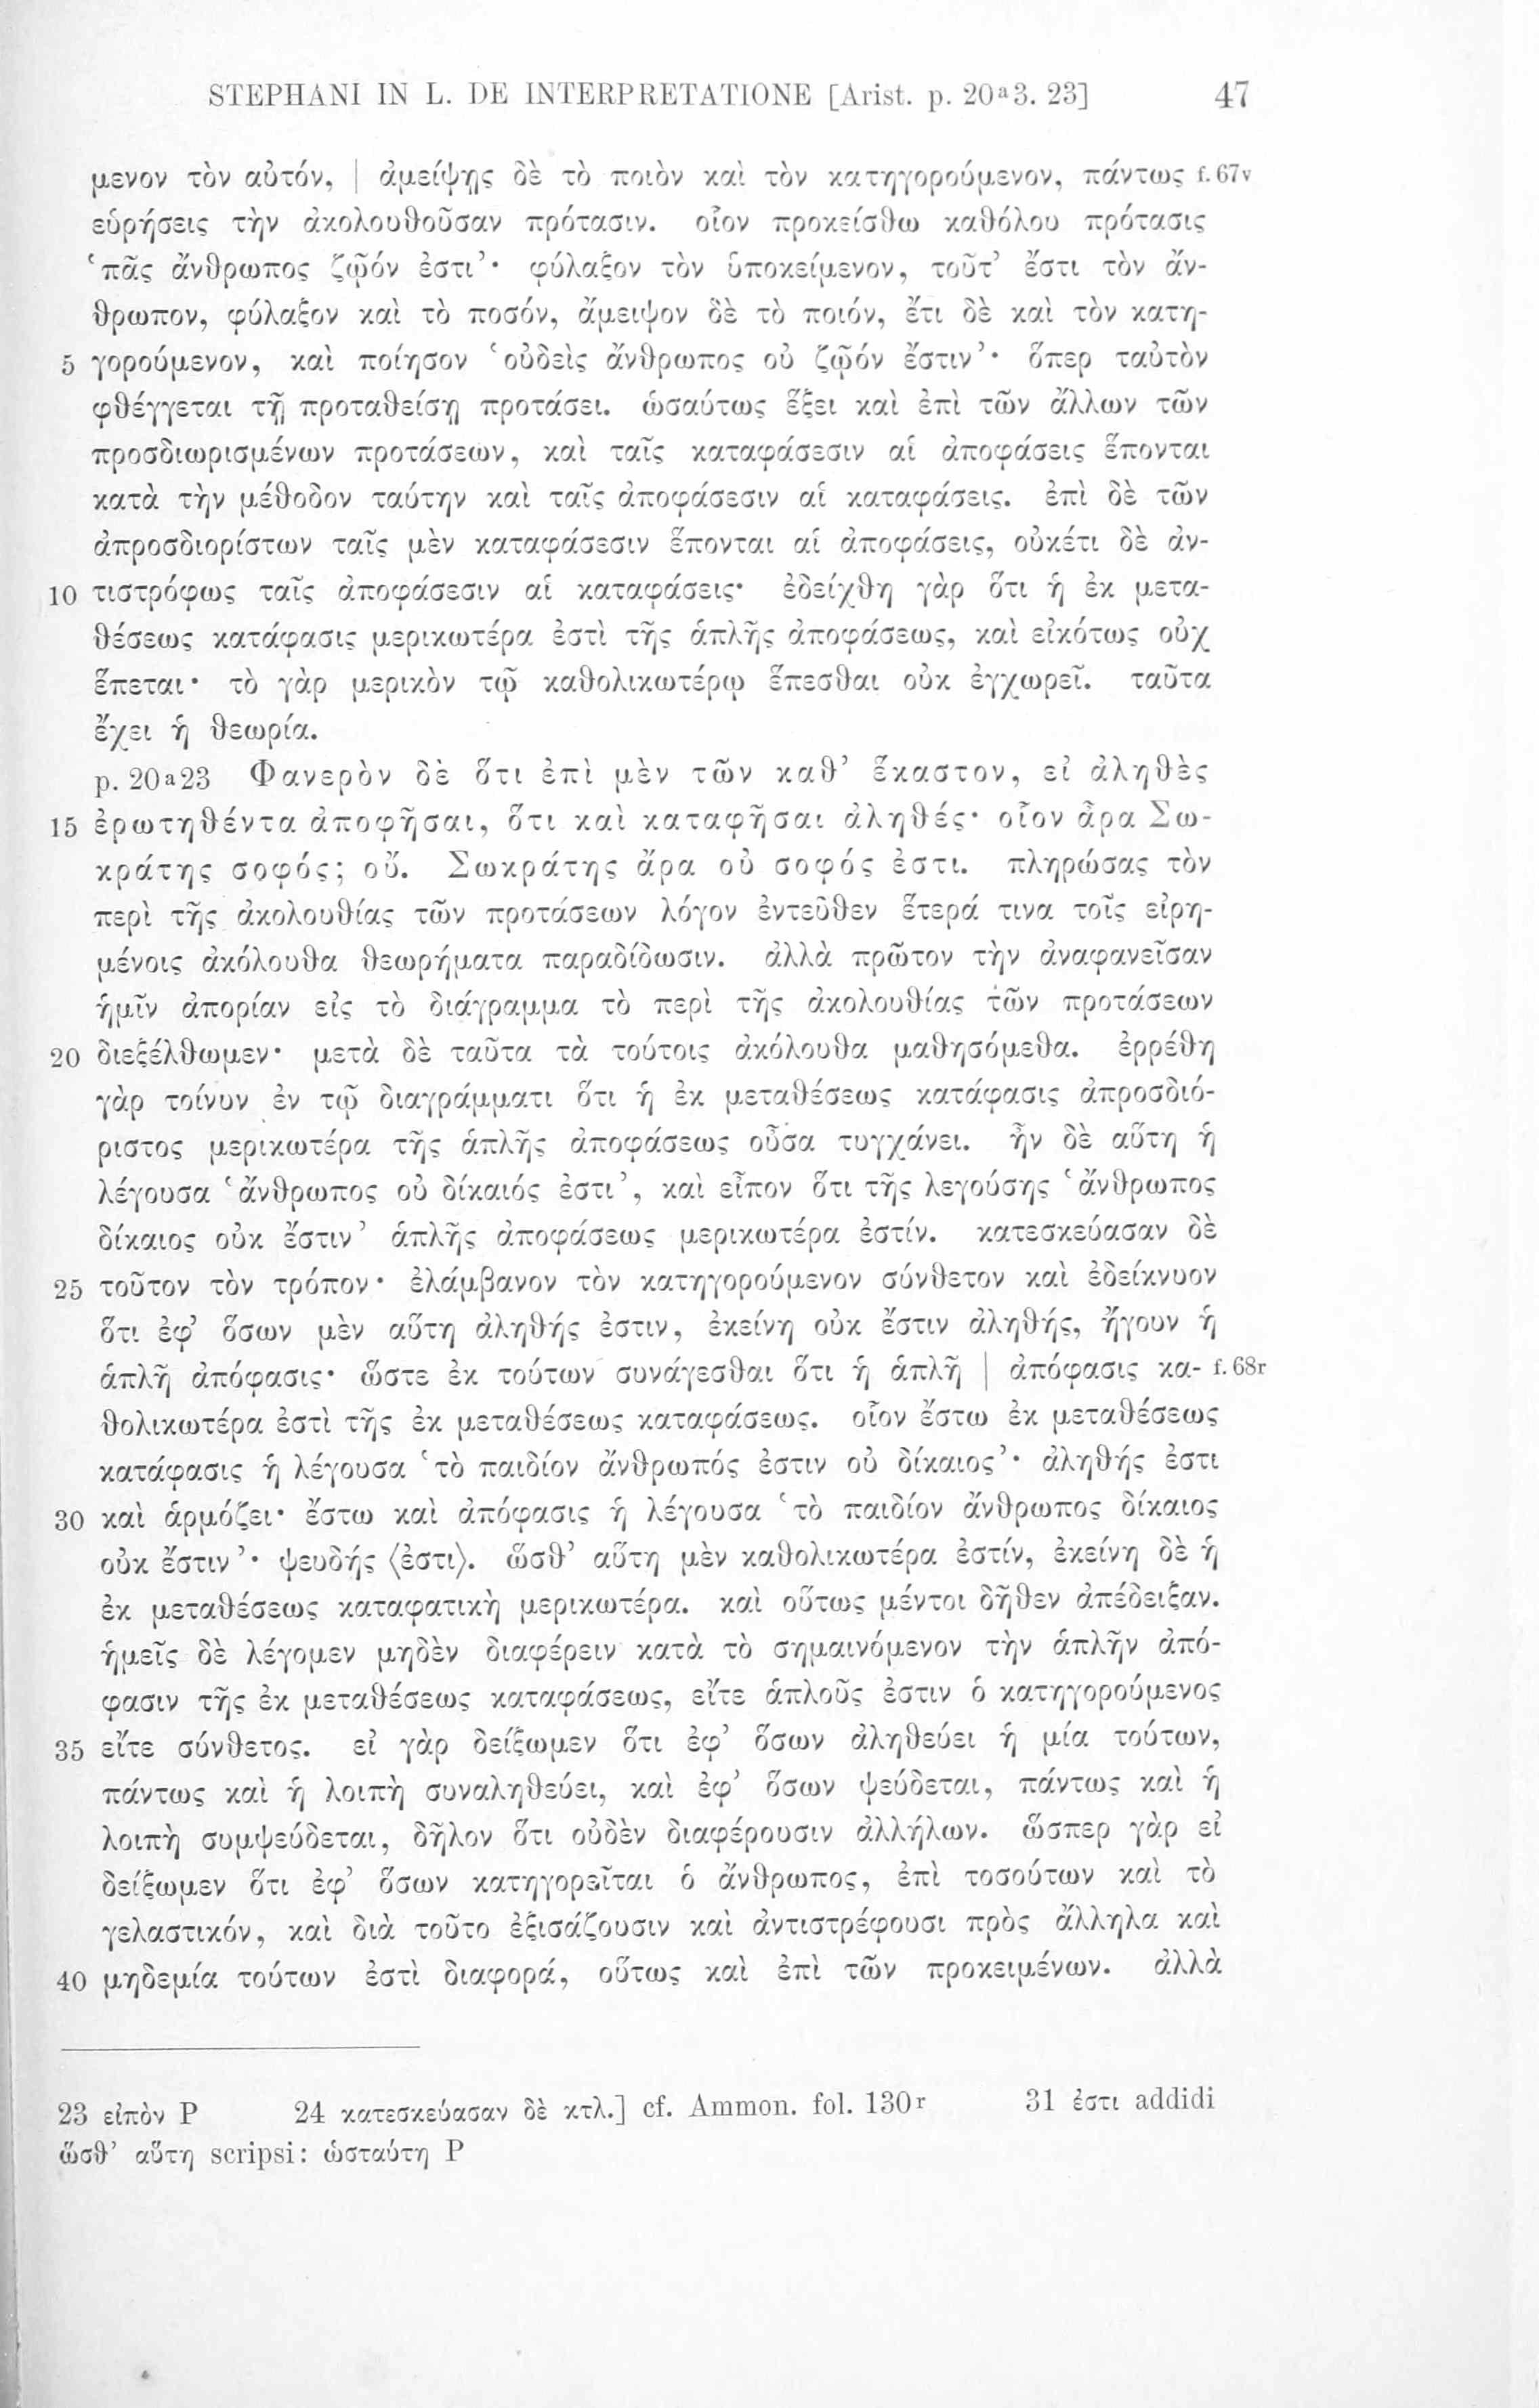 STEPHANI IN L. DE INTERPRETATIONE [Arist. p. 20ª3. 23] 47
μενον τὸν αὐτόν, | ἀμείψῃς δὲ τὸ ποιὸν καὶ τὸν κατηγορούμενον, πάντως f. 67v
εὑρήσεις τὴν ἀκολουθοῦσαν πρότασιν. οἷον προκείσθω καθόλου πρότασις
‘πᾶς ἄνθρωπος ζῷόν ἐστι’· φύλαξον τὸν ὑποκείμενον, τοῦτ’ ἔστι τὸν ἄν-
θρωπον, φύλαξον καὶ τὸ ποσόν, ἄμειψον δὲ τὸ ποιόν, ἔτι δὲ καὶ τὸν κατη-
5 γορούμενον, καὶ ποίησον ‘οὐδεὶς ἄνθρωπος οὐ ζῷόν ἔστιν’· ὅπερ ταὐτὸν
φθέγγεται τῇ προταθείσῃ προτάσει. ὡσαύτως ἕξει καὶ ἐπὶ τῶν ἄλλων τῶν
προσδιωρισμένων προτάσεων, καὶ ταῖς καταφάσεσιν αἱ ἀποφάσεις ἕπονται
κατὰ τὴν μέθοδον ταύτην καὶ ταῖς ἀποφάσεσιν αἱ καταφάσεις. ἐπὶ δὲ τῶν
ἀπροσδιορίστων ταῖς μὲν καταφάσεσιν ἕπονται αἱ ἀποφάσεις, οὐκέτι δὲ ἀν-
10 τιστρόφως ταῖς ἀποφάσεσιν αἱ καταφάσεις· ἐδείχθη γὰρ ὅτι ἡ ἐκ μετα-
θέσεως κατάφασις μερικωτέρα ἐστὶ τῆς ἁπλῆς ἀποφάσεως, καὶ εἰκότως οὐχ
ἕπεται· τὸ γὰρ μερικὸν τῷ καθολικωτέρῳ ἕπεσθαι οὐκ ἐγχωρεῖ. ταῦτα
ἔχει ἡ θεωρία.
p. 20ª23 Φανερὸν δὲ ὅτι ἐπὶ μὲν τῶν καθ’ ἕκαστον, εἰ ἀληθὲς
15 ἐρωτηθέντα ἀποφῆσαι, ὅτι καὶ καταφῆσαι ἀληθές· οἷον ἆρα Σω-
κράτης σοφός; οὔ. Σωκράτης ἄρα οὐ σοφός ἐστι. πληρώσας τὸν
περὶ τῆς ἀκολουθίας τῶν προτάσεων λόγον ἐντεῦθεν ἕτερά τινα τοῖς εἰρη-
μένοις ἀκόλουθα θεωρήματα παραδίδωσιν. ἀλλὰ πρῶτον τὴν ἀναφανεῖσαν
ἡμῖν ἀπορίαν εἰς τὸ διάγραμμα τὸ περὶ τῆς ἀκολουθίας τῶν προτάσεων
20 διεξέλθωμεν· μετὰ δὲ ταῦτα τὰ τούτοις ἀκόλουθα μαθησόμεθα. ἐρρέθη
γὰρ τοίνυν ἐν τῷ διαγράμματι ὅτι ἡ ἐκ μεταθέσεως κατάφασις ἀπροσδιό-
ριστος μερικωτέρα τῆς ἁπλῆς ἀποφάσεως οὖσα τυγχάνει. ἦν δὲ αὕτη ἡ
λέγουσα ‘ἄνθρωπος οὐ δίκαιός ἐστι’, καὶ εἶπον ὅτι τῆς λεγούσης ‘ἄνθρωπος
δίκαιος οὐκ ἔστιν’ ἁπλῆς ἀποφάσεως μερικωτέρα ἐστίν. κατεσκεύασαν δὲ
25 τοῦτον τὸν τρόπον· ἐλάμβανον τὸν κατηγορούμενον σύνθετον καὶ ἐδείκνυον
ὅτι ἐφ’ ὅσων μὲν αὕτη ἀληθής ἐστιν, ἐκείνη οὐκ ἔστιν ἀληθής, ἤγουν ἡ
ἁπλῆ ἀπόφασις· ὥστε ἐκ τούτων συνάγεσθαι ὅτι ἡ ἁπλῆ | ἀπόφασις κα- f. 68r
θολικωτέρα ἐστὶ τῆς ἐκ μεταθέσεως καταφάσεως. οἷον ἔστω ἐκ μεταθέσεως
κατάφασις ἡ λέγουσα ‘τὸ παιδίον ἄνθρωπός ἐστιν οὐ δίκαιος’· ἀληθής ἐστι
30 καὶ ἁρμόζει· ἔστω καὶ ἀπόφασις ἡ λέγουσα ‘τὸ παιδίον ἄνθρωπος δίκαιος
οὐκ ἔστιν’· ψευδής ⟨ἐστι⟩. ὥσθ’ αὕτη μὲν καθολικωτέρα ἐστίν, ἐκείνη δὲ ἡ
ἐκ μεταθέσεως καταφατικὴ μερικωτέρα. καὶ οὕτως μέντοι δῆθεν ἀπέδειξαν.
ἡμεῖς δὲ λέγομεν μηδὲν διαφέρειν κατὰ τὸ σημαινόμενον τὴν ἁπλῆν ἀπό-
φασιν τῆς ἐκ μεταθέσεως καταφάσεως, εἴτε ἁπλοῦς ἐστιν ὁ κατηγορούμενος
35 εἴτε σύνθετος. εἰ γὰρ δείξωμεν ὅτι ἐφ’ ὅσων ἀληθεύει ἡ μία τούτων,
πάντως καὶ ἡ λοιπὴ συναληθεύει, καὶ ἐφ’ ὅσων ψεύδεται, πάντως καὶ ἡ
λοιπὴ συμψεύδεται, δῆλον ὅτι οὐδὲν διαφέρουσιν ἀλλήλων. ὥσπερ γὰρ εἰ
δείξωμεν ὅτι ἐφ’ ὅσων κατηγορεῖται ὁ ἄνθρωπος, ἐπὶ τοσούτων καὶ τὸ
γελαστικόν, καὶ διὰ τοῦτο ἐξισάζουσιν καὶ ἀντιστρέφουσι πρὸς ἄλληλα καὶ
40 μηδεμία τούτων ἐστὶ διαφορά, οὕτως καὶ ἐπὶ τῶν προκειμένων. ἀλλὰ
23 εἰπὸν P 24 κατεσκεύασαν δὲ κτλ.] cf. Ammon. fol. 130r 31 ἐστι addidi
ὥσθ’ αὕτη scripsi: ὡσταύτη P